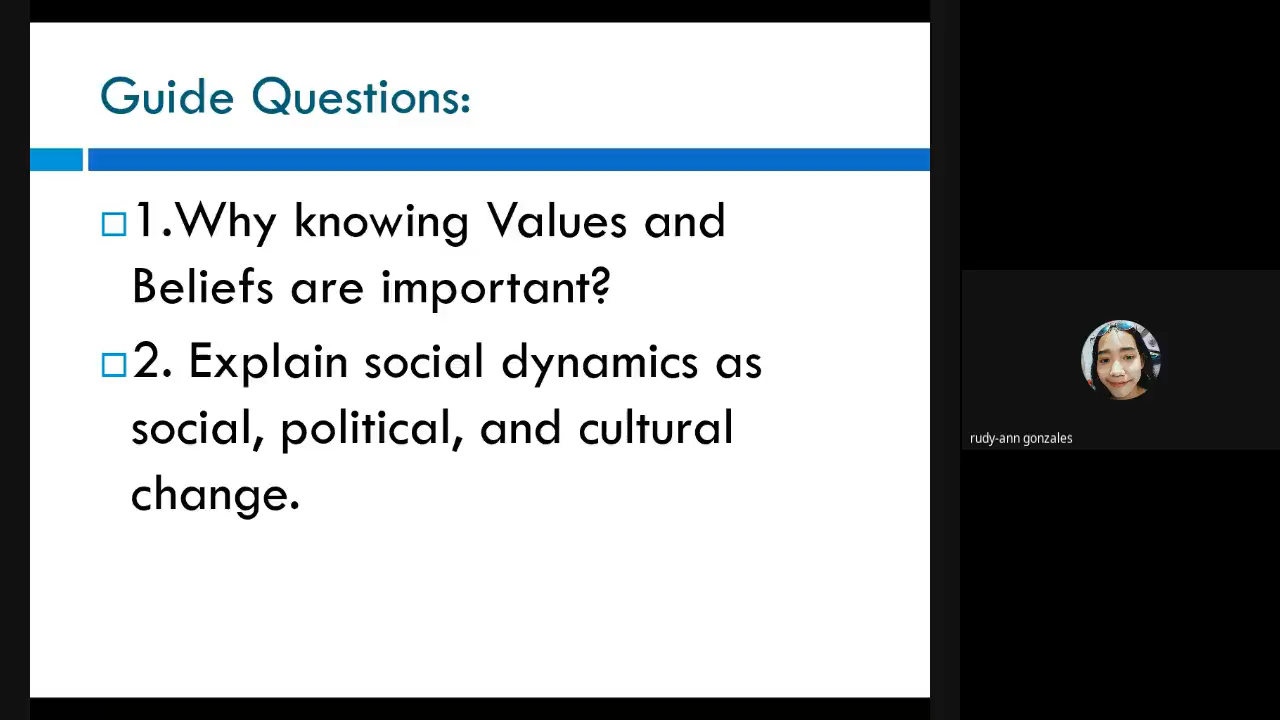 Guide Questions:
1.Why knowing Values and
Beliefs are important?
2. Explain social dynamics as
social, political, and cultural
change.
rudy-ann gonzales